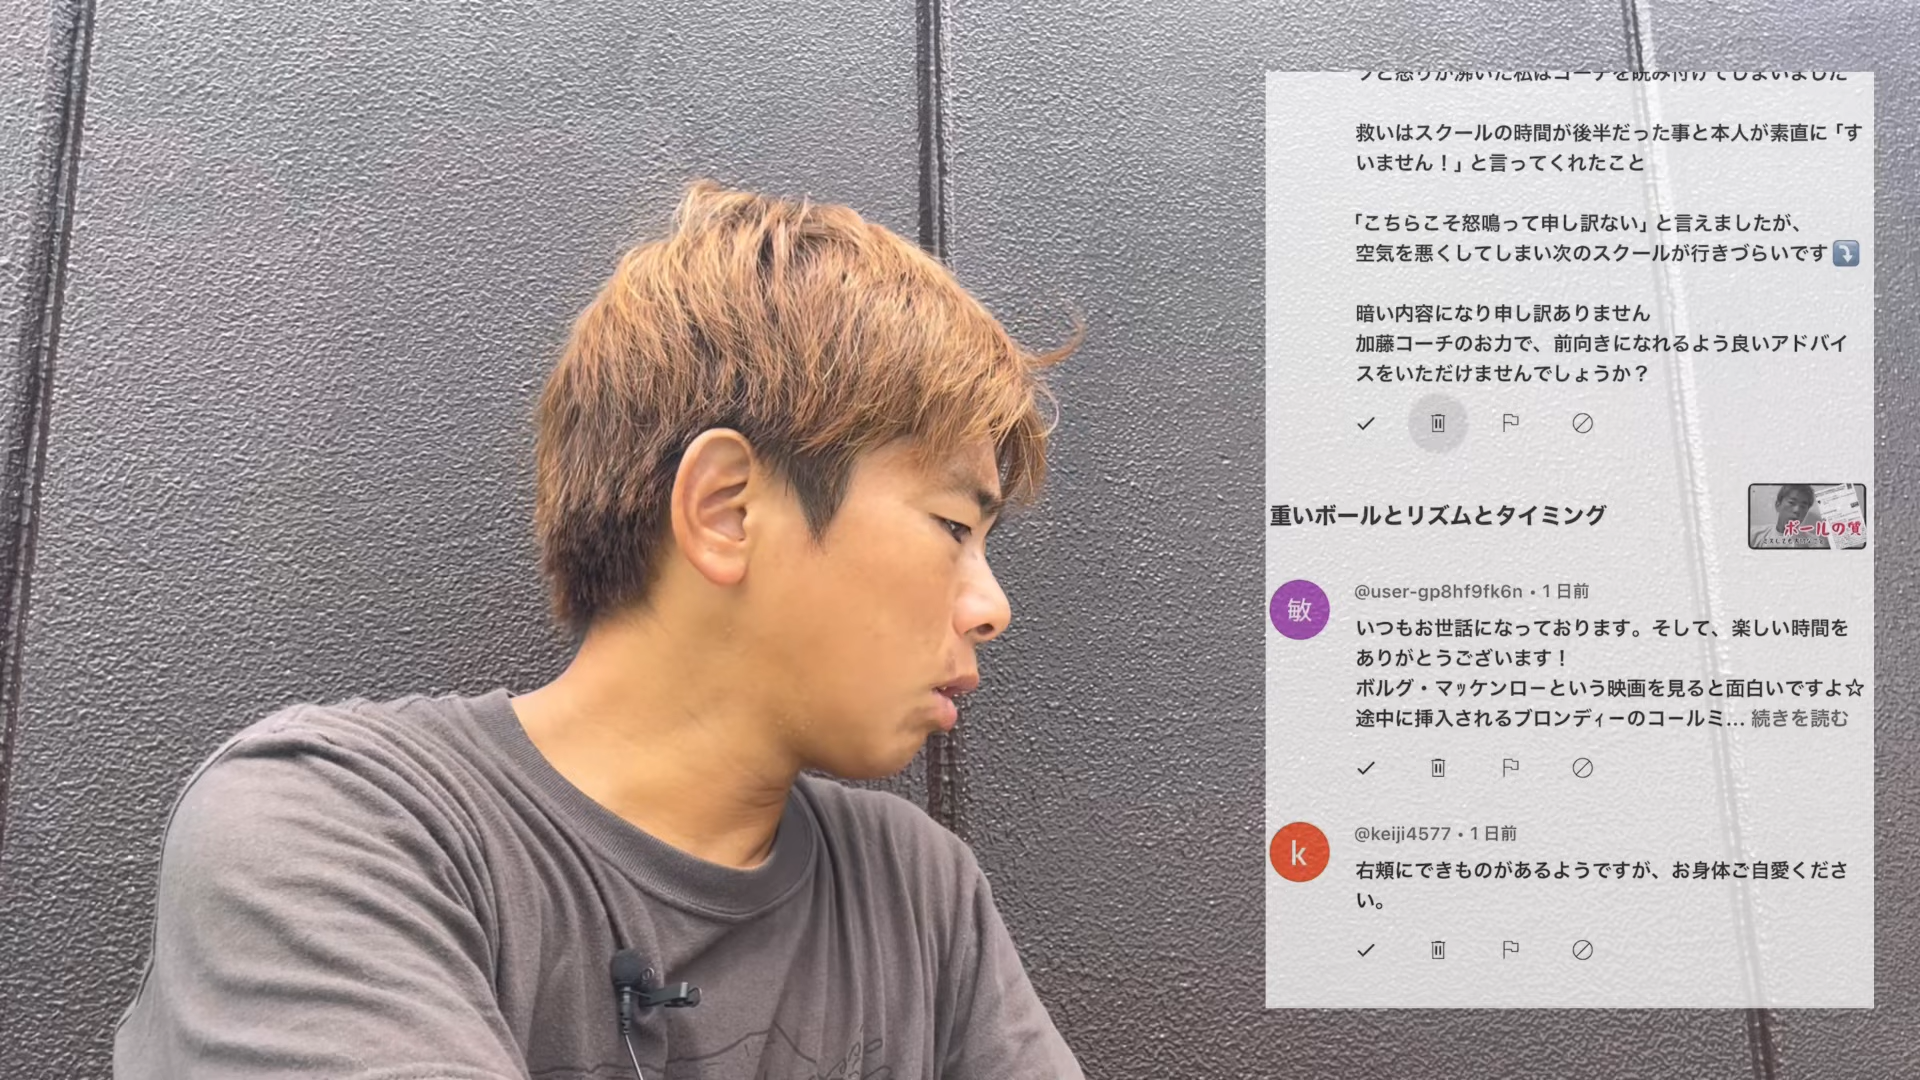 救いはスクールの時間が後半だった事と本人が素直に「す
いません！」と言ってくれたこと
「こちらこそ怒鳴って申し訳ない」と言えましたが、
空気を悪くしてしまい次のスクールが行きづらいです⤵️
暗い内容になり申し訳ありません
加藤コーチのお力で、前向きになれるよう良いアドバイ
スをいただけませんでしょうか？
重いボールとリズムとタイミング
ボールの質
敏
@user-gp8hf9fk6n • 1 日前
いつもお世話になっております。そして、楽しい時間を
ありがとうございます！
ボルグ・マッケンローという映画を見ると面白いですよ☆
途中に挿入されるブロンディーのコールミ... 続きを読む
k
@keiji4577 • 1 日前
右頬にできものがあるようですが、お身体ご自愛くださ
い。